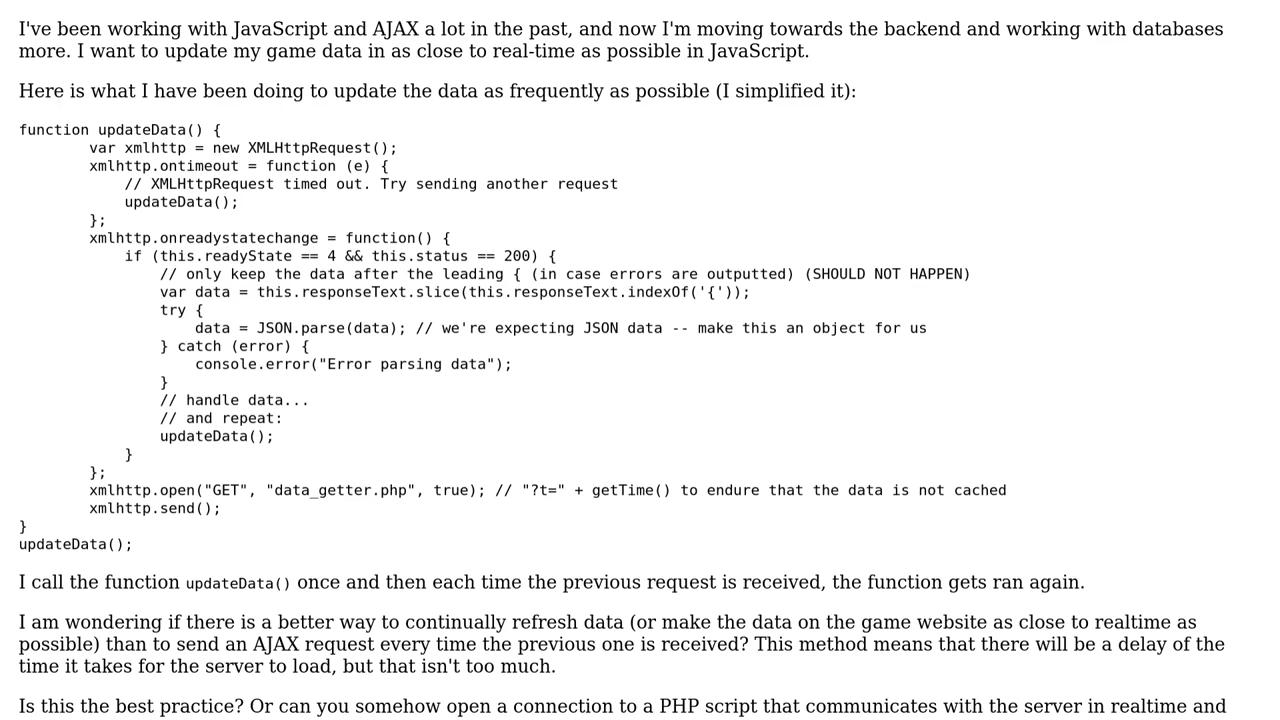 I've been working with JavaScript and AJAX a lot in the past, and now I'm moving towards the backend and working with databases
more. I want to update my game data in as close to real-time as possible in JavaScript.
Here is what I have been doing to update the data as frequently as possible (I simplified it):
function updateData() {
        var xmlhttp = new XMLHttpRequest();
        xmlhttp.ontimeout = function (e) {
            // XMLHttpRequest timed out. Try sending another request
            updateData();
        };
        xmlhttp.onreadystatechange = function() {
            if (this.readyState == 4 && this.status == 200) {
                // only keep the data after the leading { (in case errors are outputted) (SHOULD NOT HAPPEN)
                var data = this.responseText.slice(this.responseText.indexOf('{'));
                try {
                    data = JSON.parse(data); // we're expecting JSON data -- make this an object for us
                } catch (error) {
                    console.error("Error parsing data");
                }
                // handle data...
                // and repeat:
                updateData();
            }
        };
        xmlhttp.open("GET", "data_getter.php", true); // "?t=" + getTime() to endure that the data is not cached
        xmlhttp.send();
}
updateData();
I call the function updateData() once and then each time the previous request is received, the function gets ran again.
I am wondering if there is a better way to continually refresh data (or make the data on the game website as close to realtime as
possible) than to send an AJAX request every time the previous one is received? This method means that there will be a delay of the
time it takes for the server to load, but that isn't too much.
Is this the best practice? Or can you somehow open a connection to a PHP script that communicates with the server in realtime and